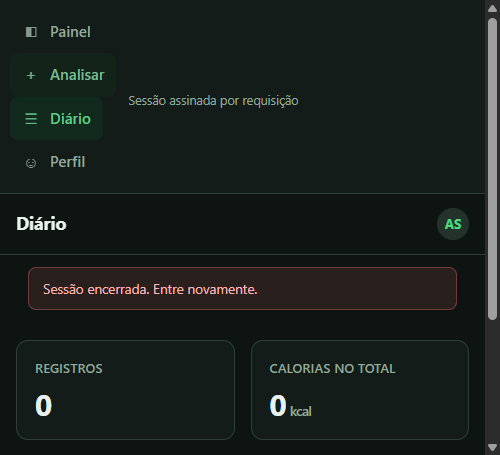 Painel
+ Analisar
Sessão assinada por requisição
Diário
Perfil
Diário
AS
Sessão encerrada. Entre novamente.
REGISTROS
0
CALORIAS NO TOTAL
0 kcal